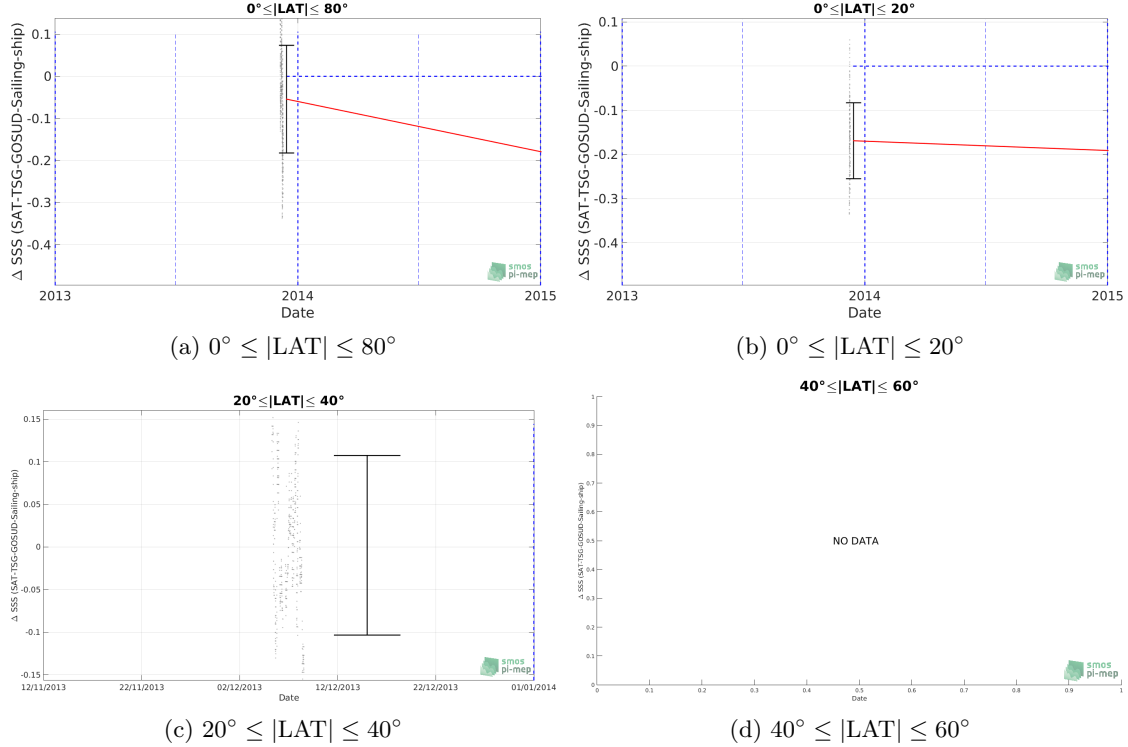 0°≤|LAT|≤ 80°
Δ SSS (SAT-TSG-GOSUD-Sailing-ship)
0.1
0
-0.1
-0.2
-0.3
-0.4
2013
2014
2015
Date
smos
pi-mep
(a) 0° ≤ |LAT| ≤ 80°
0°≤|LAT|≤ 20°
Δ SSS (SAT-TSG-GOSUD-Sailing-ship)
0.1
0
-0.1
-0.2
-0.3
-0.4
2013
2014
2015
Date
smos
pi-mep
(b) 0° ≤ |LAT| ≤ 20°
20°≤|LAT|≤ 40°
Δ SSS (SAT-TSG-GOSUD-Sailing-ship)
0.15
0.1
0.05
0
-0.05
-0.1
-0.15
12/11/2013
22/11/2013
02/12/2013
12/12/2013
22/12/2013
01/01/2014
Date
smos
pi-mep
(c) 20° ≤ |LAT| ≤ 40°
40°≤|LAT|≤ 60°
Δ SSS (SAT-TSG-GOSUD-Sailing-ship)
1
0.9
0.8
0.7
0.6
0.5
0.4
0.3
0.2
0.1
0
NO DATA
0
0.1
0.2
0.3
0.4
0.5
0.6
0.7
0.8
0.9
1
Date
smos
pi-mep
(d) 40° ≤ |LAT| ≤ 60°